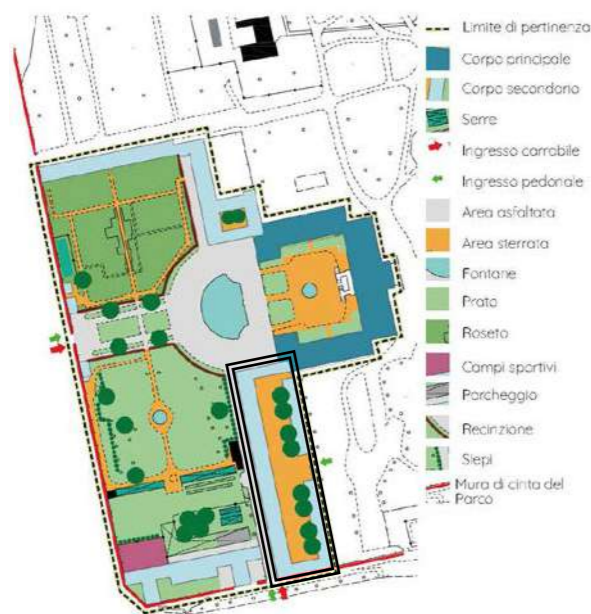 Limite di pertinenza
Corpo principale
Corpo secondario
Serre
Ingresso carrabile
Ingresso pedonale
Area asfaltata
Area sterrata
Fontane
Prato
Roseto
Campi sportivi
Parcheggio
Recinzione
Siepi
Mura di cinta del
Parco